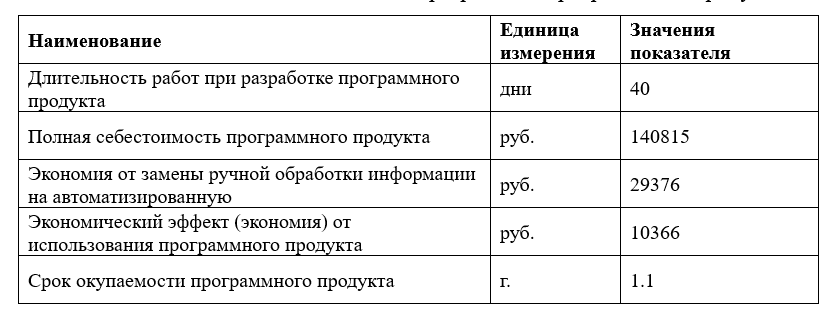 Наименование
Единица
измерения
Значения
показателя
Длительность работ при разработке программного
продукта
дни
40
Полная себестоимость программного продукта
руб.
140815
Экономия от замены ручной обработки информации
на автоматизированную
руб.
29376
Экономический эффект (экономия) от
использования программного продукта
руб.
10366
Срок окупаемости программного продукта
г.
1.1